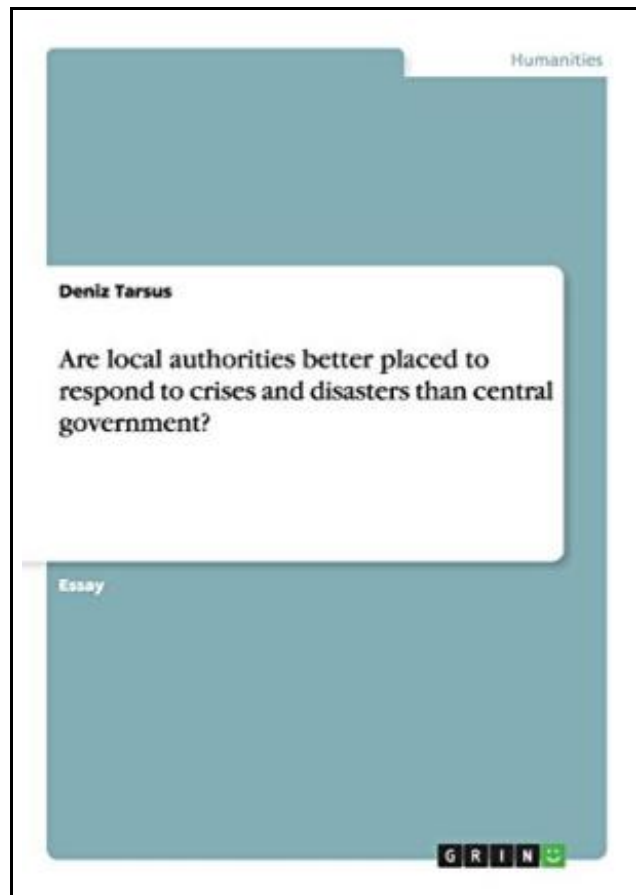 Humanities
Deniz Tarsus
Are local authorities better placed to
respond to crises and disasters than central
government?
Essay
GRIN